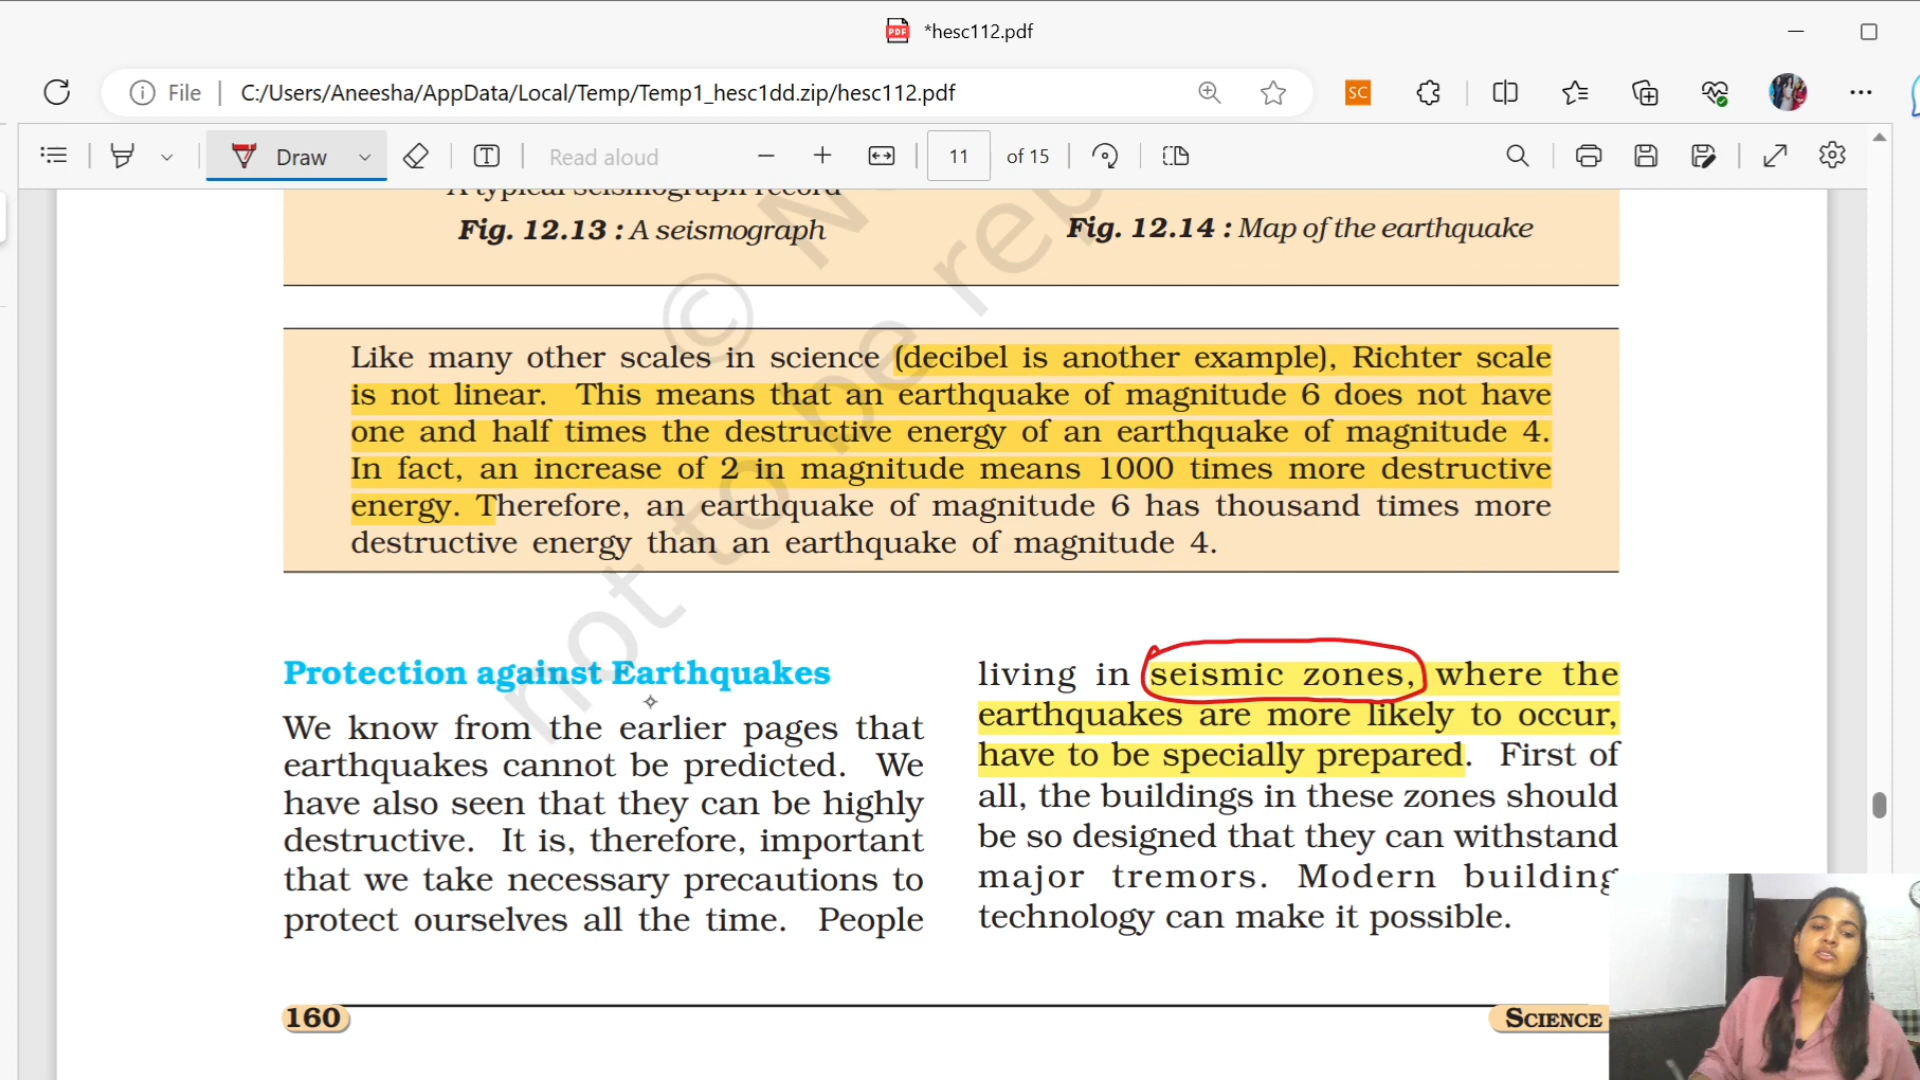 *hesc112.pdf
File
C:/Users/Aneesha/AppData/Local/Temp/Temp1_hesc1dd.zip/hesc112.pdf
SC
Draw
Read aloud
11
of 15
A typical seismograph record
Fig. 12.13 : A seismograph
Fig. 12.14 : Map of the earthquake
Like many other scales in science (decibel is another example), Richter scale
is not linear. This means that an earthquake of magnitude 6 does not have
one and half times the destructive energy of an earthquake of magnitude 4.
In fact, an increase of 2 in magnitude means 1000 times more destructive
energy. Therefore, an earthquake of magnitude 6 has thousand times more
destructive energy than an earthquake of magnitude 4.
Protection against Earthquakes
We know from the earlier pages that
earthquakes cannot be predicted. We
have also seen that they can be highly
destructive. It is, therefore, important
that we take necessary precautions to
protect ourselves all the time. People
living in seismic zones, where the
earthquakes are more likely to occur,
have to be specially prepared. First of
all, the buildings in these zones should
be so designed that they can withstand
major tremors. Modern building
technology can make it possible.
160
SCIENCE
© N
not to be rep